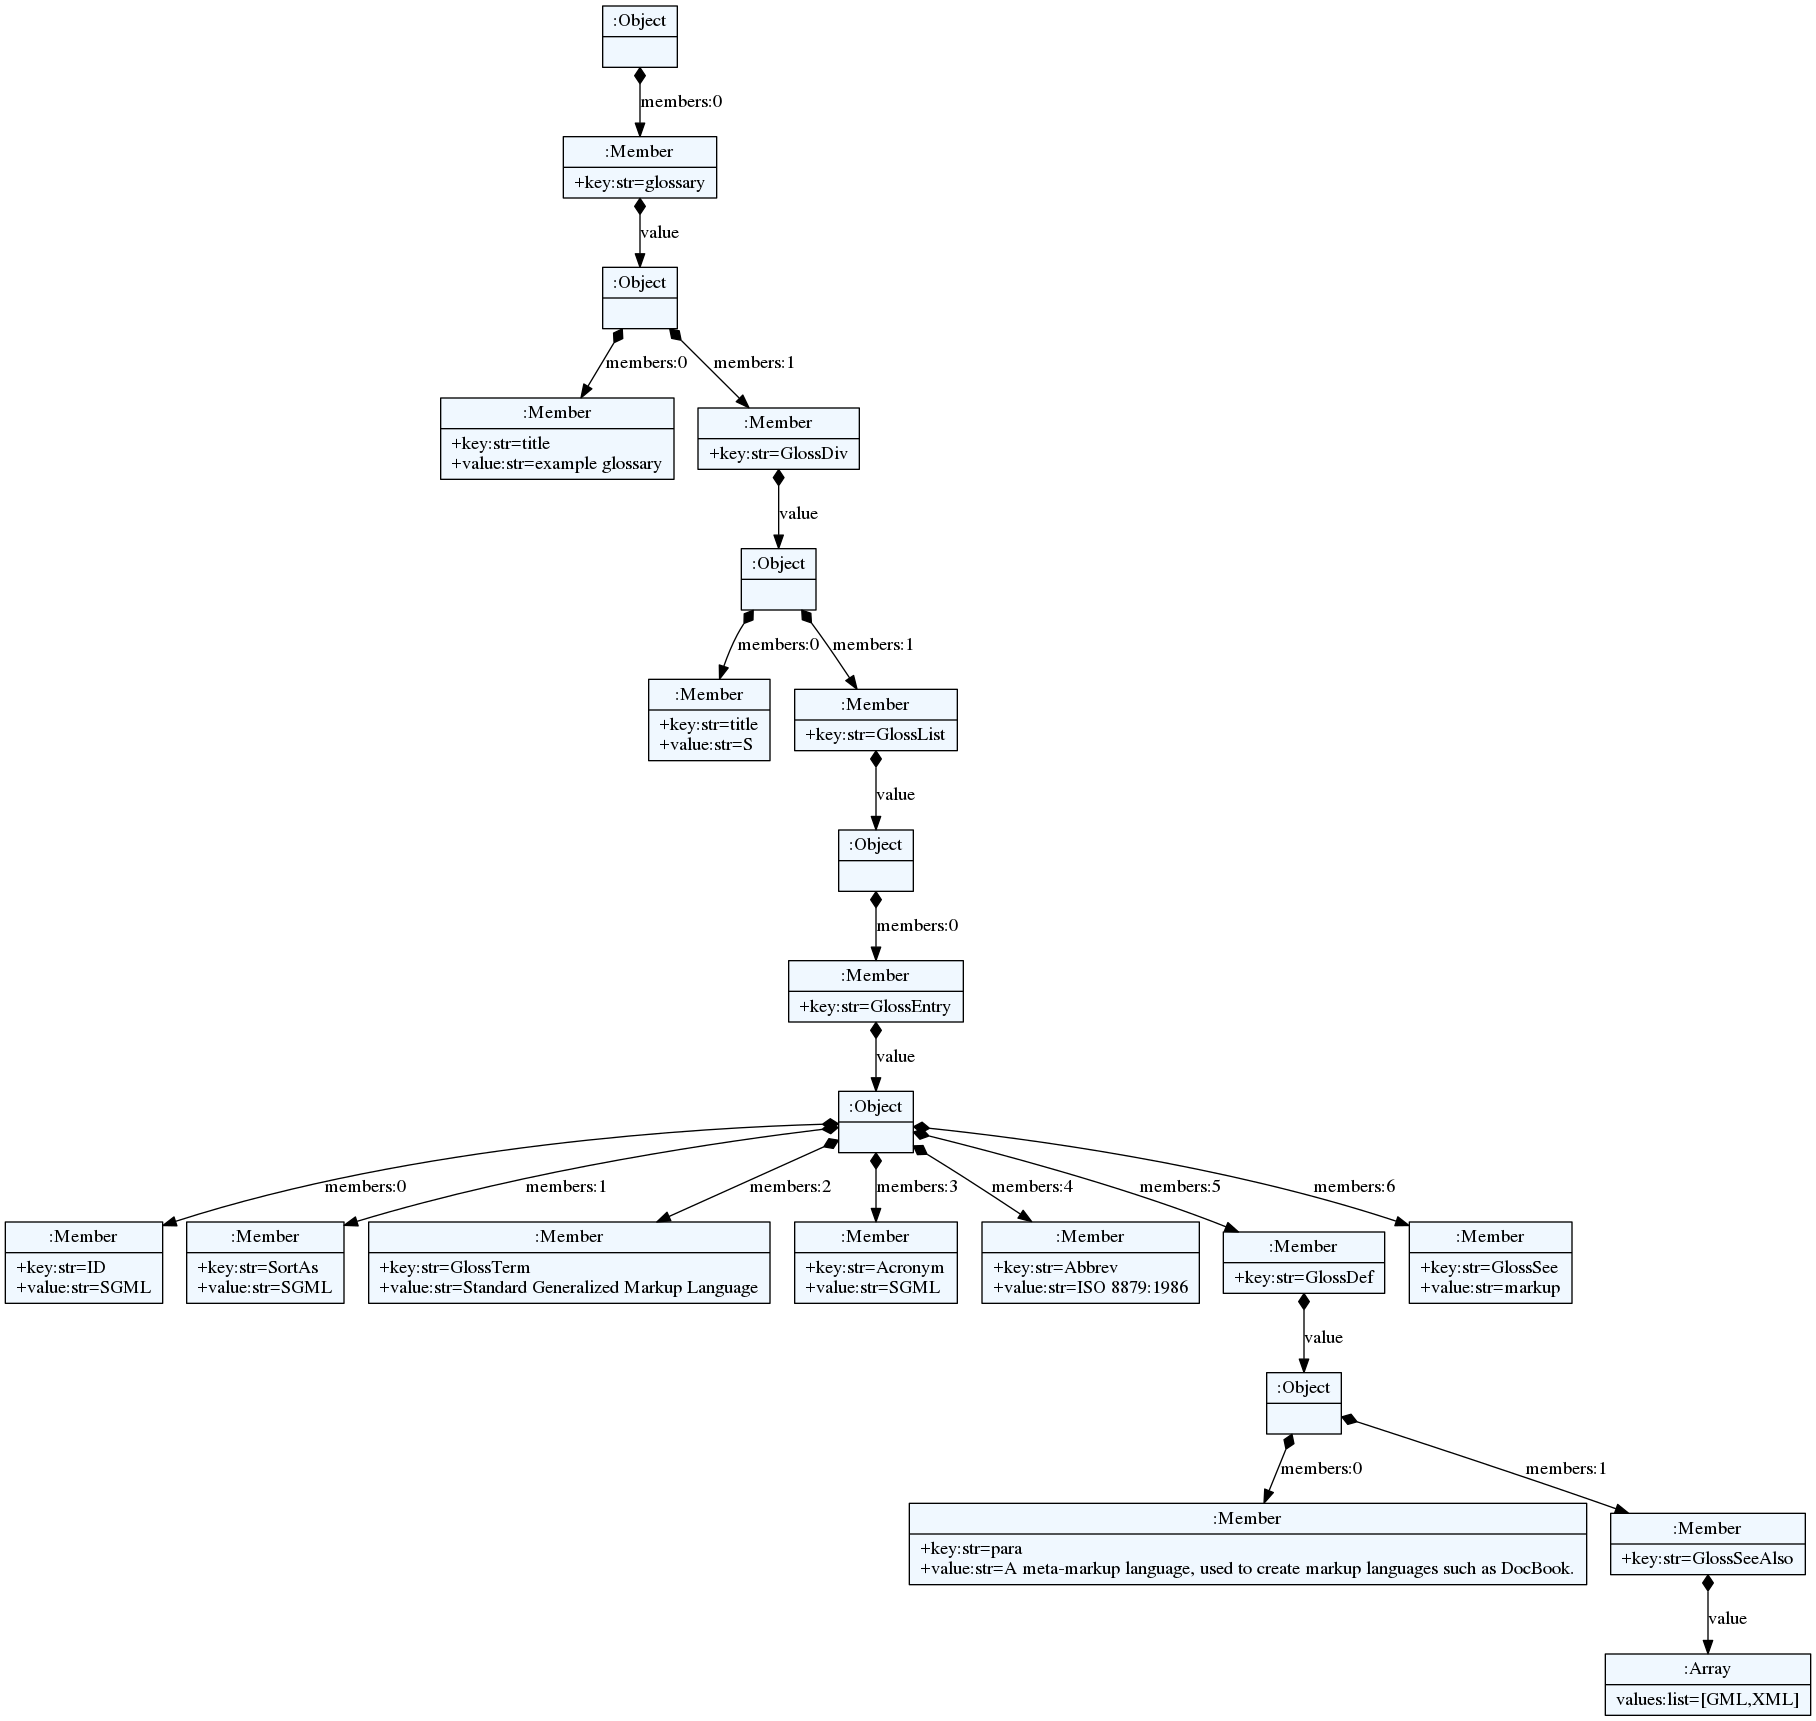 :Object
members:0
:Member
+key:str=glossary
value
:Object
members:0
members:1
:Member
+key:str=title
+value:str=example glossary
:Member
+key:str=GlossDiv
value
:Object
members:0
members:1
:Member
+key:str=title
+value:str=S
:Member
+key:str=GlossList
value
:Object
members:0
:Member
+key:str=GlossEntry
value
:Object
members:0
members:1
members:2
members:3
members:4
members:5
members:6
:Member
+key:str=ID
+value:str=SGML
:Member
+key:str=SortAs
+value:str=SGML
:Member
+key:str=GlossTerm
+value:str=Standard Generalized Markup Language
:Member
+key:str=Acronym
+value:str=SGML
:Member
+key:str=Abbrev
+value:str=ISO 8879:1986
:Member
+key:str=GlossDef
:Member
+key:str=GlossSee
+value:str=markup
value
:Object
members:0
members:1
:Member
+key:str=para
+value:str=A meta-markup language, used to create markup languages such as DocBook.
:Member
+key:str=GlossSeeAlso
value
:Array
values:list=[GML,XML]